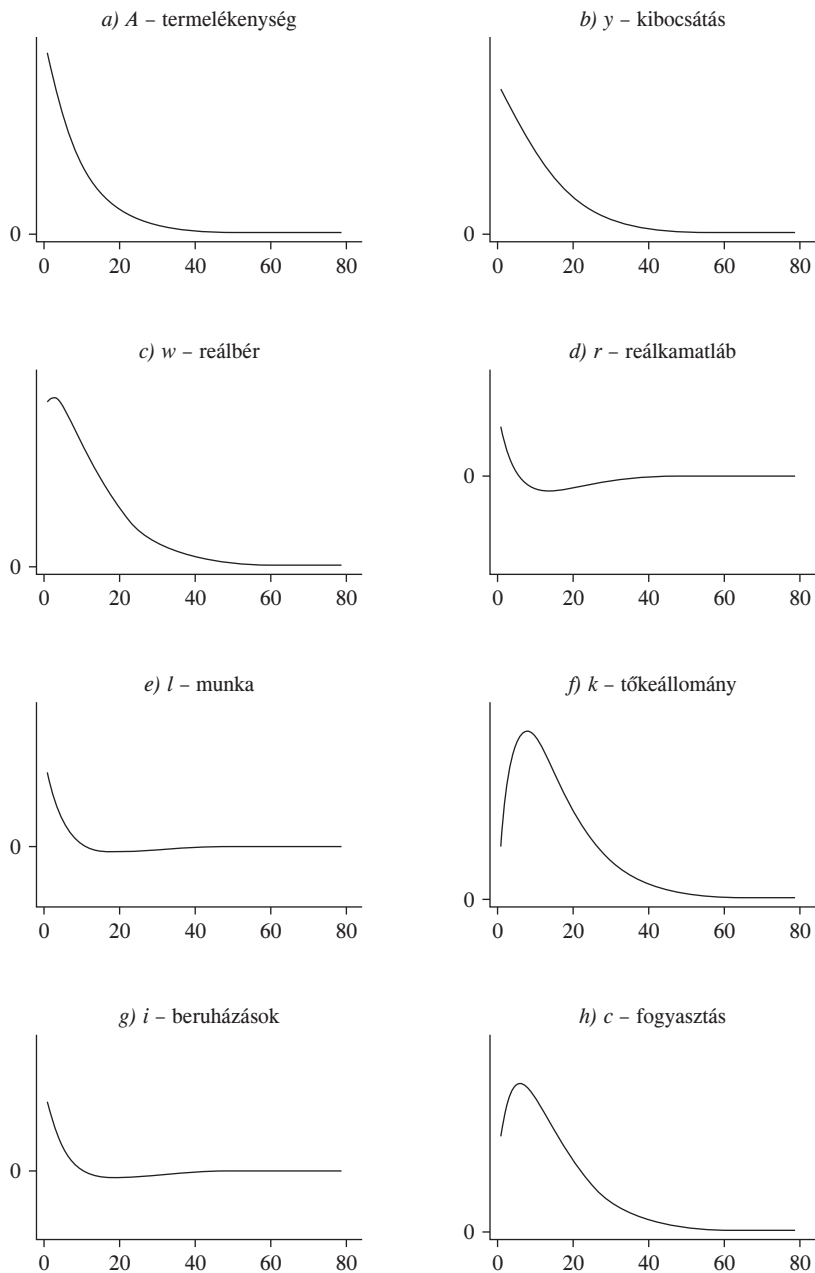 a) A – termelékenység
0
0 20 40 60 80
b) y – kibocsátás
0
0 20 40 60 80
c) w – reálbér
0
0 20 40 60 80
d) r – reálkamatláb
0
0 20 40 60 80
e) l – munka
0
0 20 40 60 80
f) k – tőkeállomány
0
0 20 40 60 80
g) i – beruházások
0
0 20 40 60 80
h) c – fogyasztás
0
0 20 40 60 80